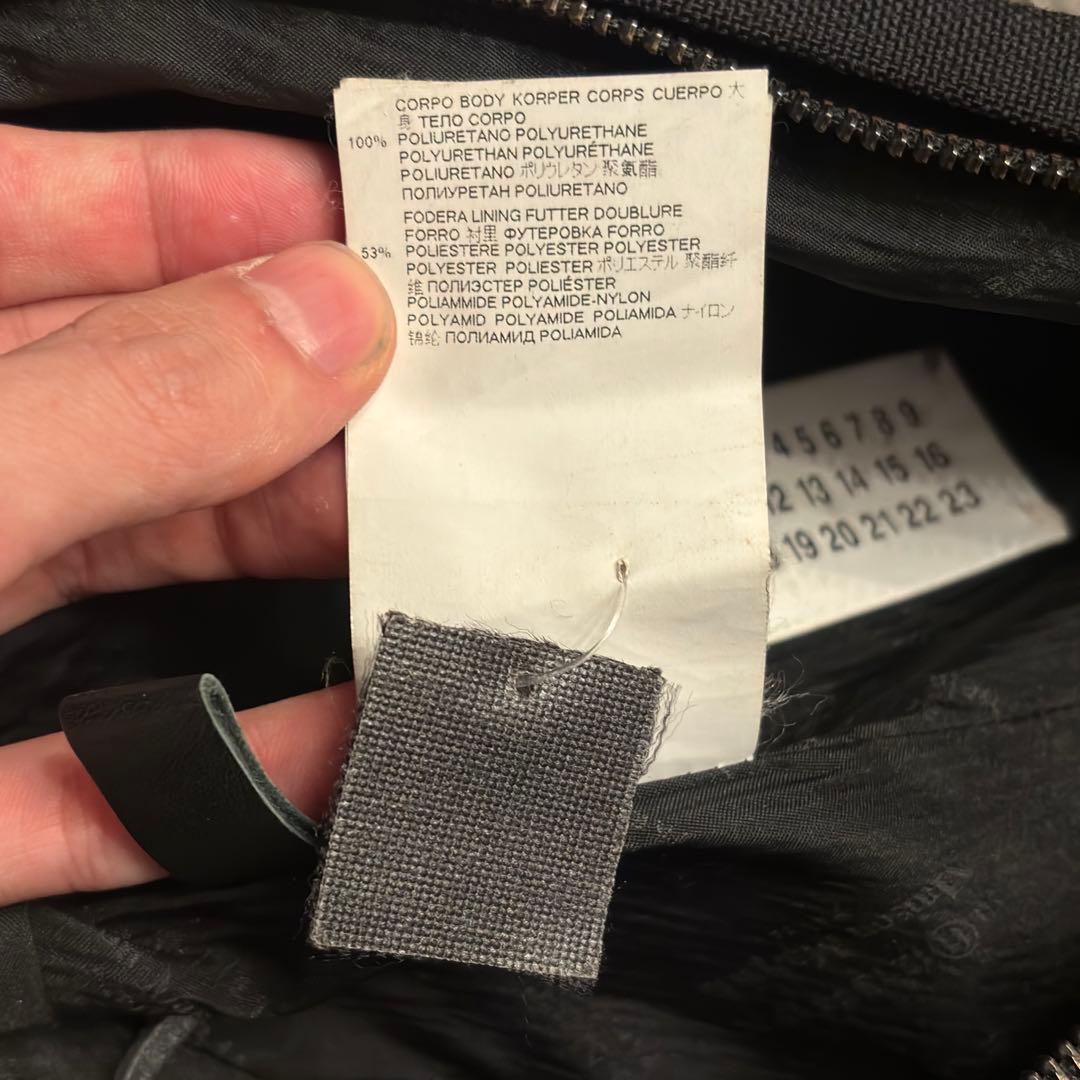 CORPO BODY KORPER CORPS CUERPO 大
身 ТЕЛО CORPO
100% POLIURETANO POLYURETHANE
POLYURETHAN POLYURÉTHANE
POLIURETANO ポリウレタン 聚氨酯
ПОЛИУРЕТАН POLIURETANO
FODERA LINING FUTTER DOUBLURE
FORRO 衬里 ФУТЕРОВКА FORRO
53% POLIESTERE POLYESTER POLYESTER
POLYESTER POLIESTER ポリエステル 聚酯纤
维 ПОЛИЭСТЕР POLIÉSTER
POLIAMMIDE POLYAMIDE-NYLON
POLYAMID POLYAMIDE POLIAMIDA ナイロン
锦纶 ПОЛИАМИД POLIAMIDA
4 5 6 7 8 9
12 13 14 15 16
19 20 21 22 23